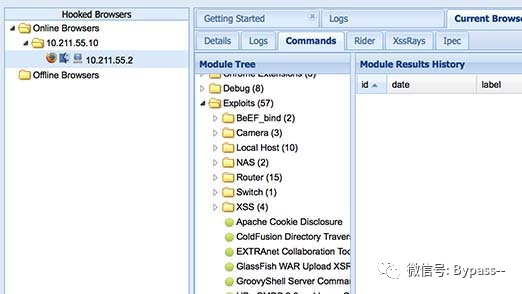 Hooked Browsers
Online Browsers
10.211.55.10
10.211.55.2
Offline Browsers
Getting Started
Logs
Current Brows
Details
Logs
Commands
Rider
XssRays
Ipec
Module Tree
Chrome Extensions (6)
Debug (8)
Exploits (57)
BeEF_bind (2)
Camera (3)
Local Host (10)
NAS (2)
Router (15)
Switch (1)
XSS (4)
Apache Cookie Disclosure
ColdFusion Directory Travers
EXTRAnet Collaboration Too
GlassFish WAR Upload XSR
GroovyShell Server Comma
Module Results History
id
date
label
微信号: Bypass--